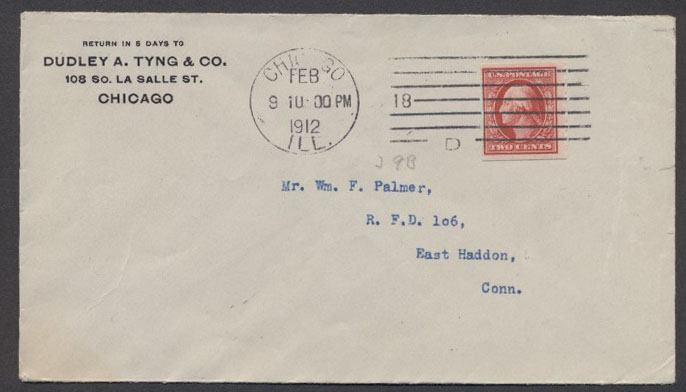 RETURN IN 5 DAYS TO
DUDLEY A. TYNG & CO.
108 SO. LA SALLE ST.
CHICAGO
CHICAGO
FEB
9 10-00 PM
1912
ILL.
18
D
U.S. POSTAGE
TWO CENTS
Mr. Wm. F. Palmer,
R. F.D. 106,
East Haddon,
Conn.